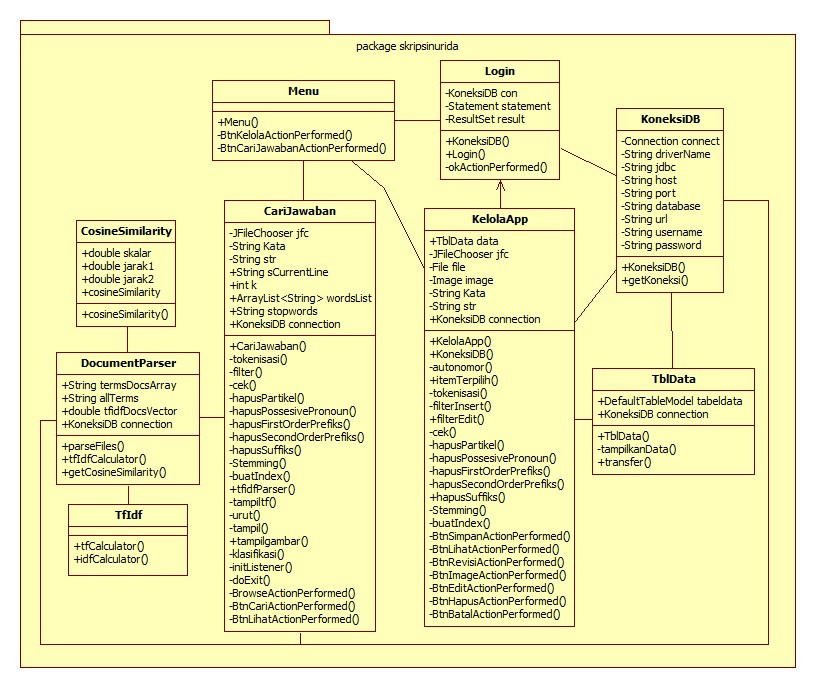 package skripsinurida
Menu
+Menu()
-BtnKelolaActionPerformed()
-BtnCariJawabanActionPerformed()
Login
-KoneksiDB con
-Statement statement
-ResultSet result
+KoneksiDB()
+Login()
-okActionPerformed()
KoneksiDB
-Connection connect
-String driverName
-String jdbc
-String host
-String port
-String database
-String url
-String username
-String password
+KoneksiDB()
+getKoneksi()
CosineSimilarity
+double skalar
+double jarak1
+double jarak2
+cosineSimilarity
+cosineSimilarity()
CariJawaban
-JFileChooser jfc
-String Kata
-String str
+String sCurrentLine
+int k
+ArrayList<String> wordsList
+String stopwords
+KoneksiDB connection
+CariJawaban()
-tokenisasi()
-filter()
-cek()
-hapusPartikel()
-hapusPossesivePronoun()
-hapusFirstOrderPrefiks()
-hapusSecondOrderPrefiks()
-hapusSuffiks()
-Stemming()
-buatIndex()
+tfidfParser()
-tampiltf()
-urut()
-tampil()
+tampilgambar()
-klasifikasi()
-initListener()
-doExit()
-BrowseActionPerformed()
-BtnCariActionPerformed()
-BtnLihatActionPerformed()
KelolaApp
+TblData data
-JFileChooser jfc
-File file
-Image image
-String Kata
-String str
+KoneksiDB connection
+KelolaApp()
+KoneksiDB()
-autonomor()
+itemTerpilih()
-tokenisasi()
-filterInsert()
+filterEdit()
-cek()
-hapusPartikel()
-hapusPossesivePronoun()
-hapusFirstOrderPrefiks()
-hapusSecondOrderPrefiks()
+hapusSuffiks()
-Stemming()
-buatIndex()
-BtnSimpanActionPerformed()
-BtnLihatActionPerformed()
-BtnRevisiActionPerformed()
-BtnImageActionPerformed()
-BtnEditActionPerformed()
-BtnHapusActionPerformed()
-BtnBatalActionPerformed()
DocumentParser
+String termsDocsArray
+String allTerms
+double tfidfDocsVector
+KoneksiDB connection
+parseFiles()
+tfIdfCalculator()
+getCosineSimilarity()
TblData
+DefaultTableModel tabeldata
+KoneksiDB connection
+TblData()
-tampilkanData()
+transfer()
TfIdf
+tfCalculator()
+idfCalculator()